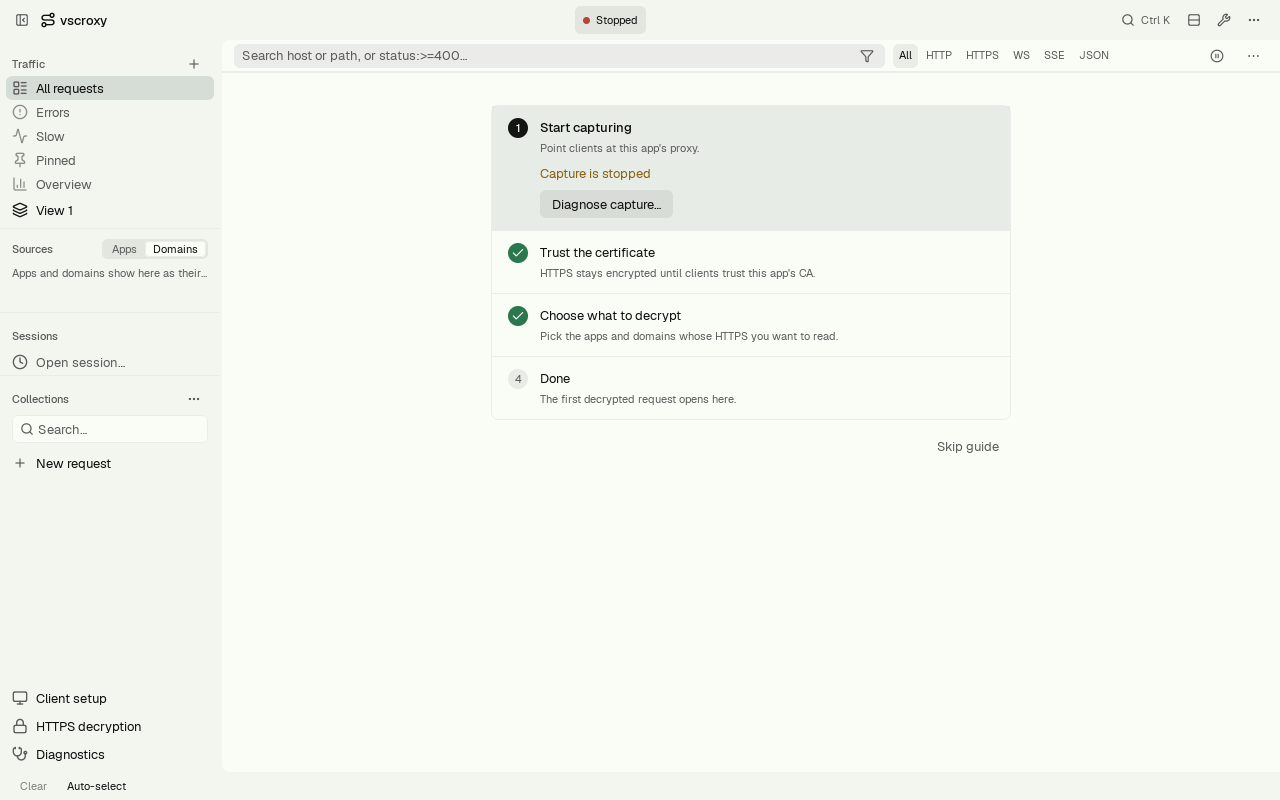 vscroxy
Stopped
Ctrl K
Traffic
All requests
Errors
Slow
Pinned
Overview
View 1
Sources
Apps
Domains
Apps and domains show here as their...
Sessions
Open session...
Collections
Search...
New request
Client setup
HTTPS decryption
Diagnostics
Clear
Auto-select
Search host or path, or status:>=400...
All
HTTP
HTTPS
WS
SSE
JSON
1
Start capturing
Point clients at this app's proxy.
Capture is stopped
Diagnose capture...
Trust the certificate
HTTPS stays encrypted until clients trust this app's CA.
Choose what to decrypt
Pick the apps and domains whose HTTPS you want to read.
4
Done
The first decrypted request opens here.
Skip guide